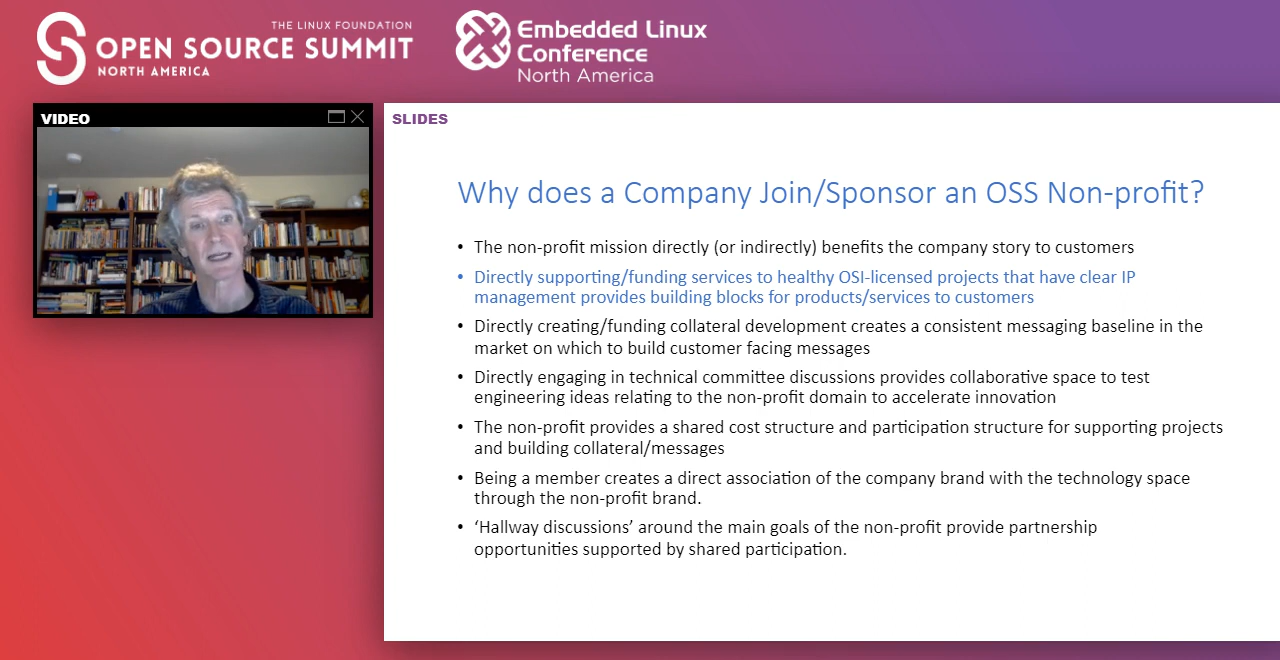 THE LINUX FOUNDATION
OPEN SOURCE SUMMIT
NORTH AMERICA
Embedded Linux
Conference
North America
VIDEO
SLIDES
Why does a Company Join/Sponsor an OSS Non-profit?
• The non-profit mission directly (or indirectly) benefits the company story to customers
• Directly supporting/funding services to healthy OSI-licensed projects that have clear IP
management provides building blocks for products/services to customers
• Directly creating/funding collateral development creates a consistent messaging baseline in the
market on which to build customer facing messages
• Directly engaging in technical committee discussions provides collaborative space to test
engineering ideas relating to the non-profit domain to accelerate innovation
• The non-profit provides a shared cost structure and participation structure for supporting projects
and building collateral/messages
• Being a member creates a direct association of the company brand with the technology space
through the non-profit brand.
• ‘Hallway discussions’ around the main goals of the non-profit provide partnership
opportunities supported by shared participation.